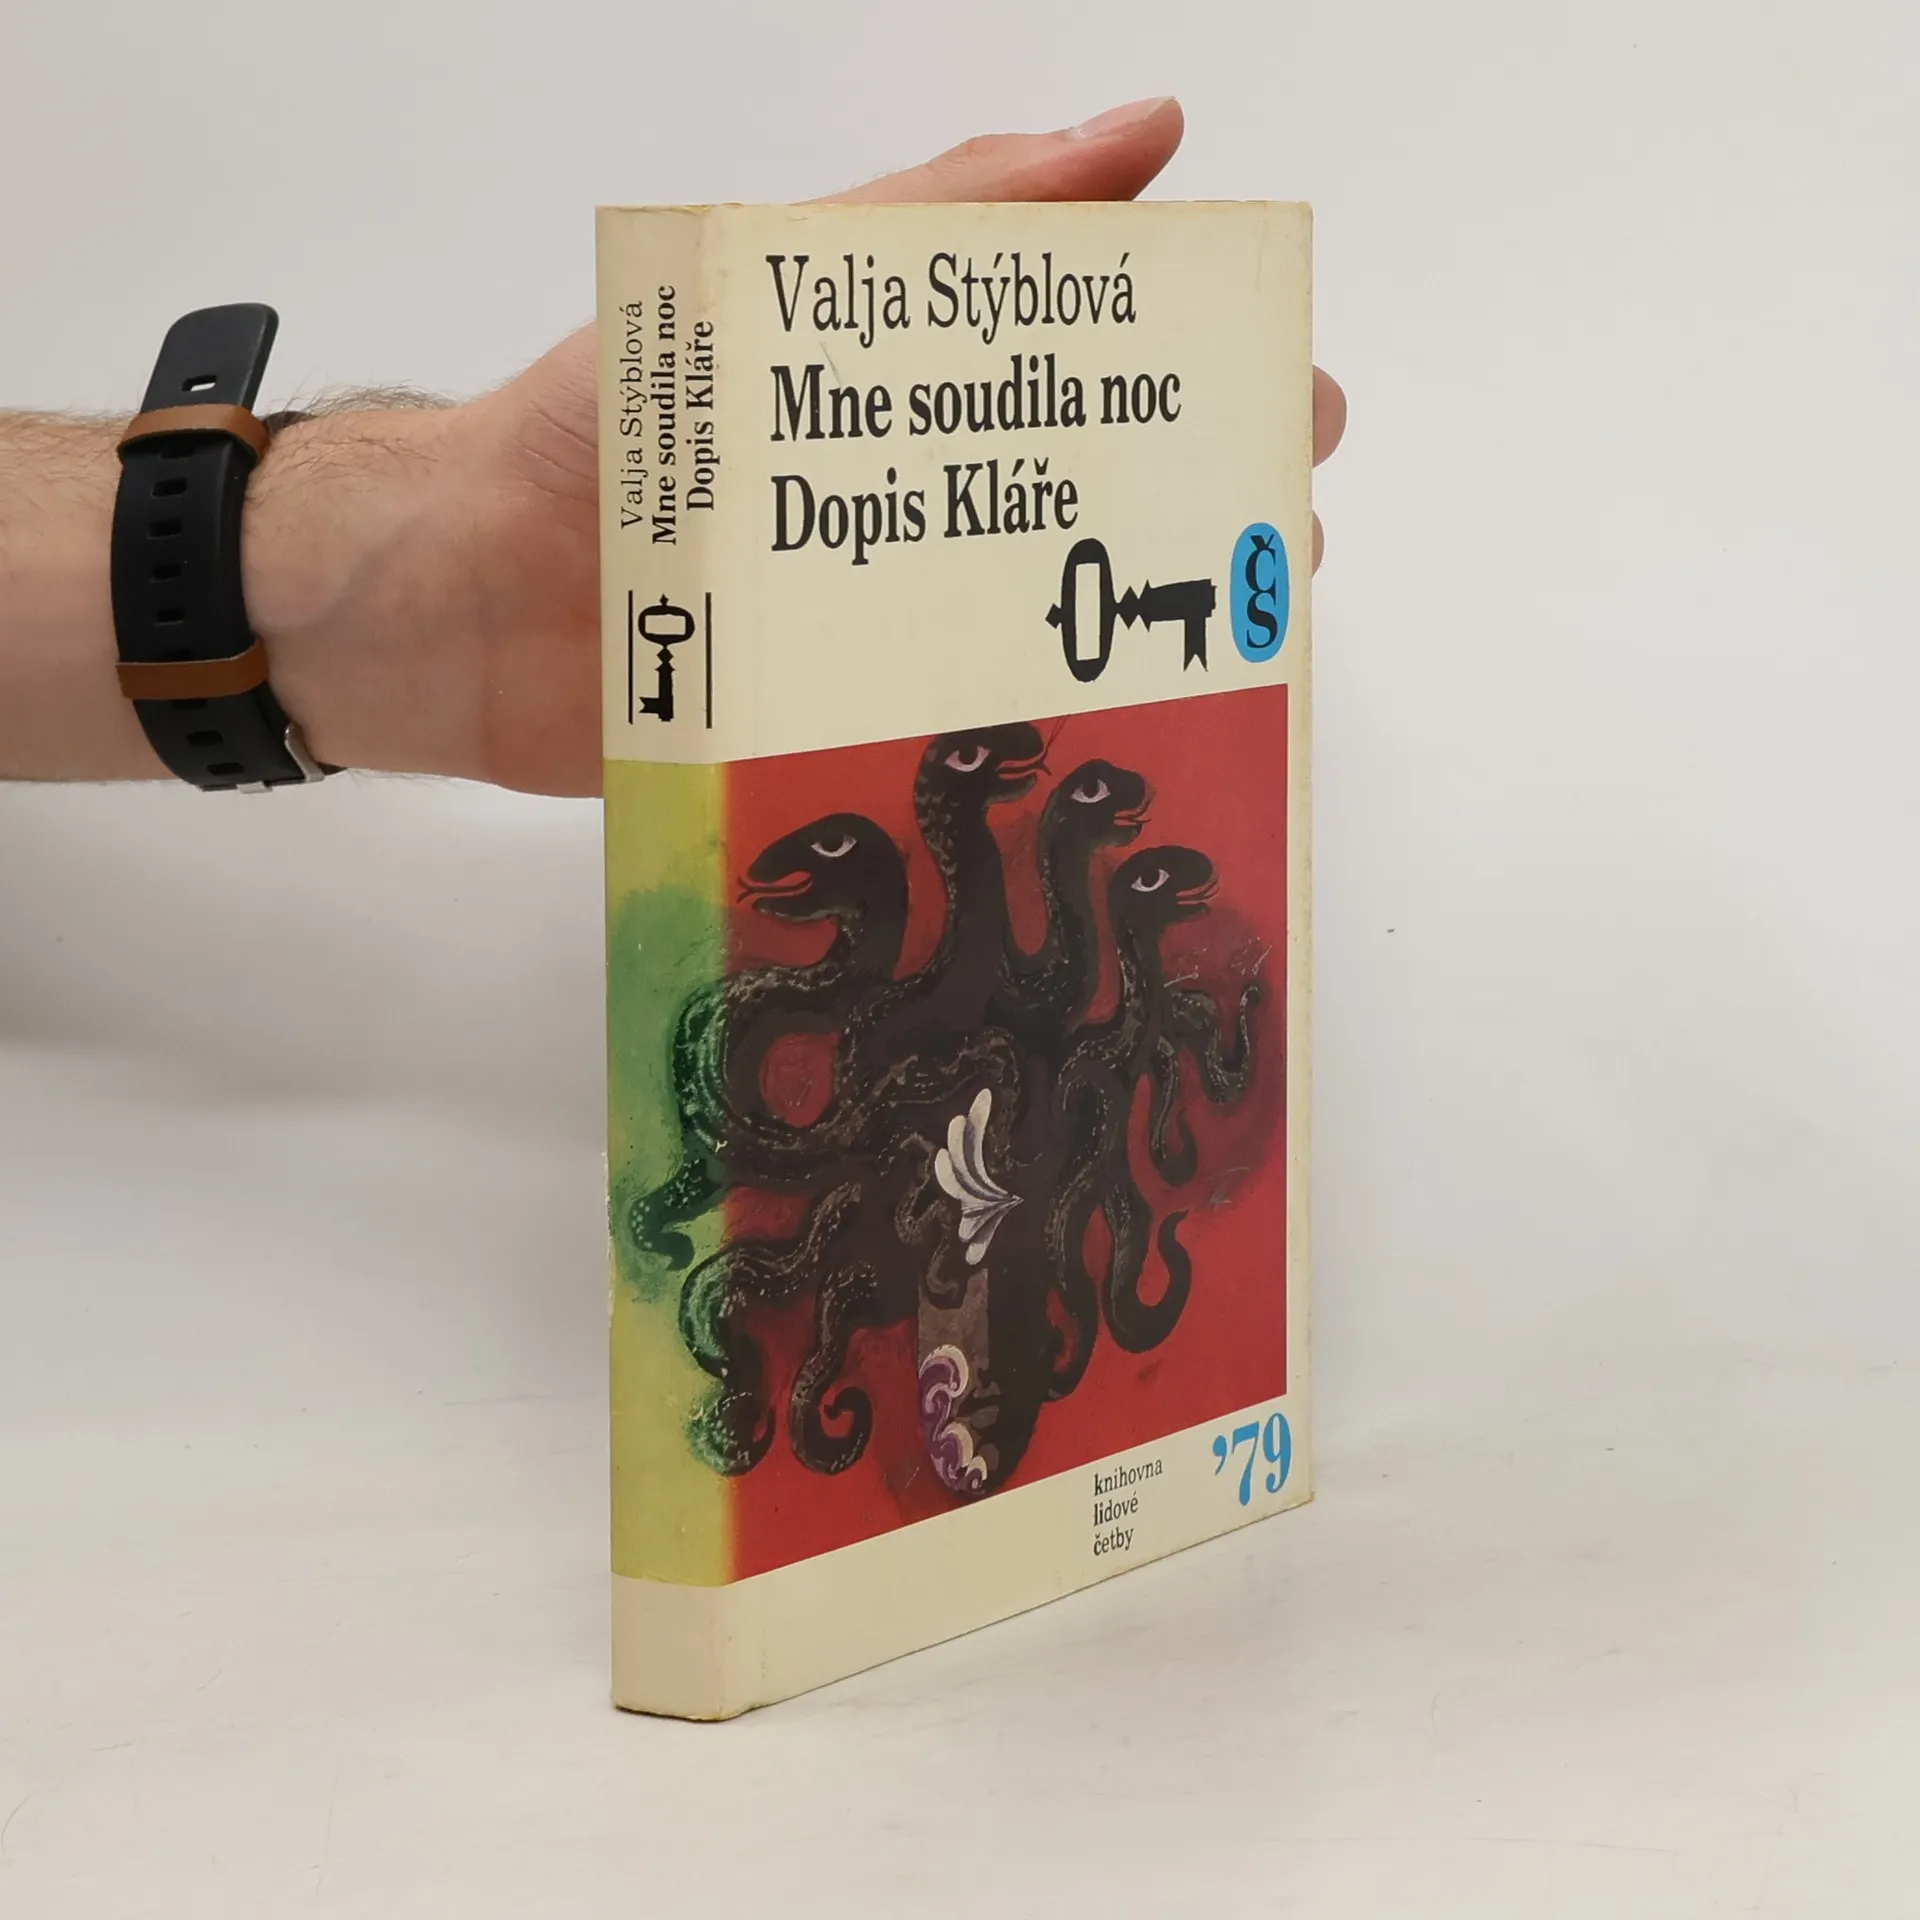 Valja Stýblová
Mne soudila noc
Dopis Kláře
Valja Stýblová
Mne soudila noc
Dopis Kláře
ČS
knihovna
lidové
četby
’79